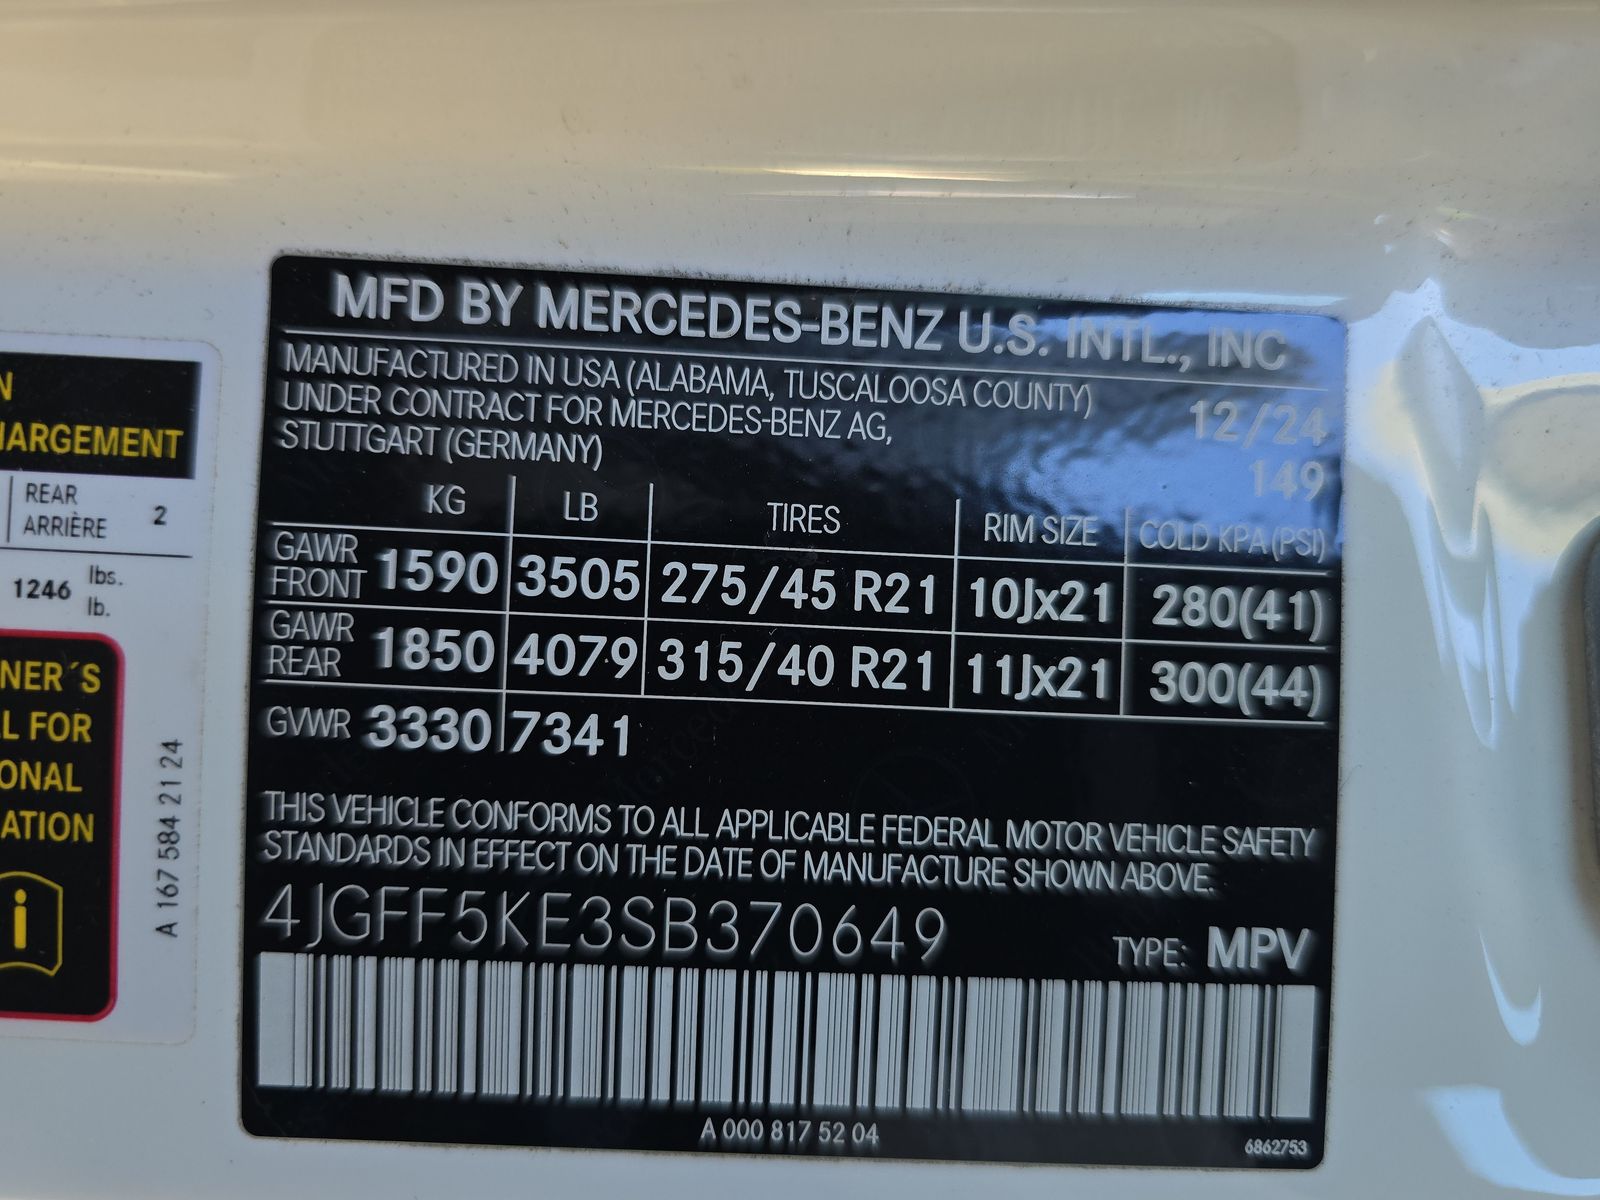 N
HARGEMENT
REAR
ARRIÈRE 2
1246 lbs.
lb.
NER´S
L FOR
ONAL
ATION
i
A 167 584 21 24
MFD BY MERCEDES-BENZ U.S. INTL., INC
MANUFACTURED IN USA (ALABAMA, TUSCALOOSA COUNTY)
UNDER CONTRACT FOR MERCEDES-BENZ AG,
STUTTGART (GERMANY)
12/24
149
KG LB TIRES RIM SIZE COLD KPA (PSI)
GAWR FRONT 1590 3505 275/45 R21 10Jx21 280(41)
GAWR REAR 1850 4079 315/40 R21 11Jx21 300(44)
GVWR 3330 7341
THIS VEHICLE CONFORMS TO ALL APPLICABLE FEDERAL MOTOR VEHICLE SAFETY
STANDARDS IN EFFECT ON THE DATE OF MANUFACTURE SHOWN ABOVE.
4JGFF5KE3SB370649 TYPE: MPV
A 000 817 52 04
6862753